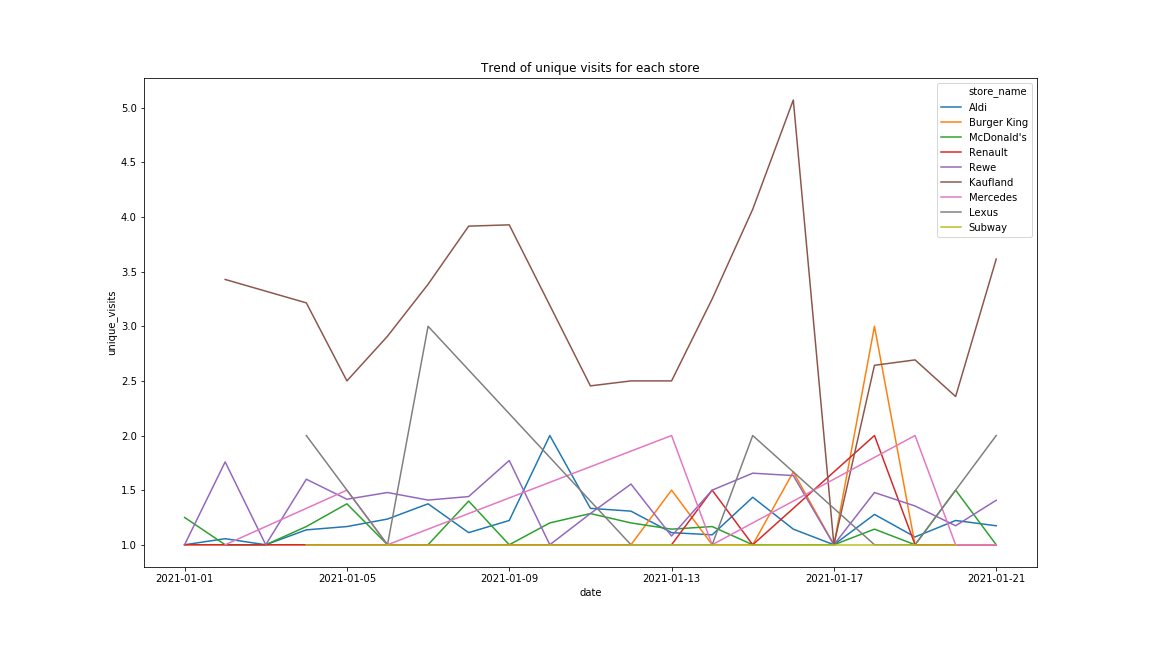 Trend of unique visits for each store
store_name
Aldi
Burger King
McDonald's
Renault
Rewe
Kaufland
Mercedes
Lexus
Subway
unique_visits
5.0
4.5
4.0
3.5
3.0
2.5
2.0
1.5
1.0
2021-01-01 2021-01-05 2021-01-09 2021-01-13 2021-01-17 2021-01-21
date